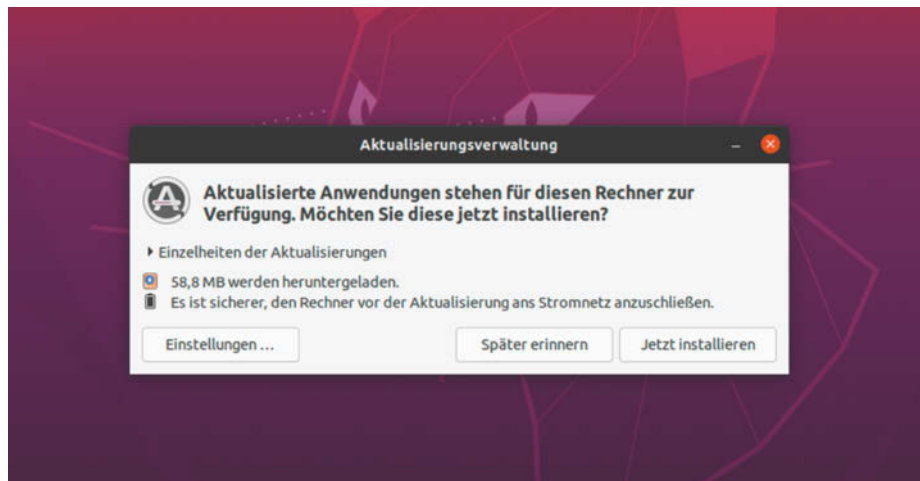 Aktualisierungsverwaltung
Aktualisierte Anwendungen stehen für diesen Rechner zur
Verfügung. Möchten Sie diese jetzt installieren?
Einzelheiten der Aktualisierungen
58,8 MB werden heruntergeladen.
Es ist sicherer, den Rechner vor der Aktualisierung ans Stromnetz anzuschließen.
Einstellungen ... Später erinnern Jetzt installieren